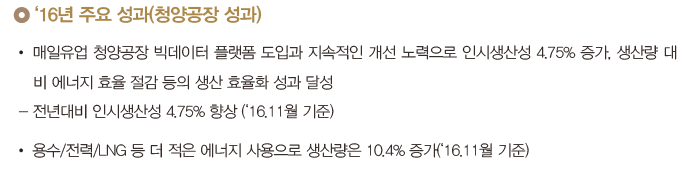 ‘16년 주요 성과(청양공장 성과)
• 매일유업 청양공장 빅데이터 플랫폼 도입과 지속적인 개선 노력으로 인시생산성 4.75% 증가, 생산량 대
비 에너지 효율 절감 등의 생산 효율화 성과 달성
– 전년대비 인시생산성 4.75% 향상 (‘16.11월 기준)
• 용수/전력/LNG 등 더 적은 에너지 사용으로 생산량은 10.4% 증가(‘16.11월 기준)